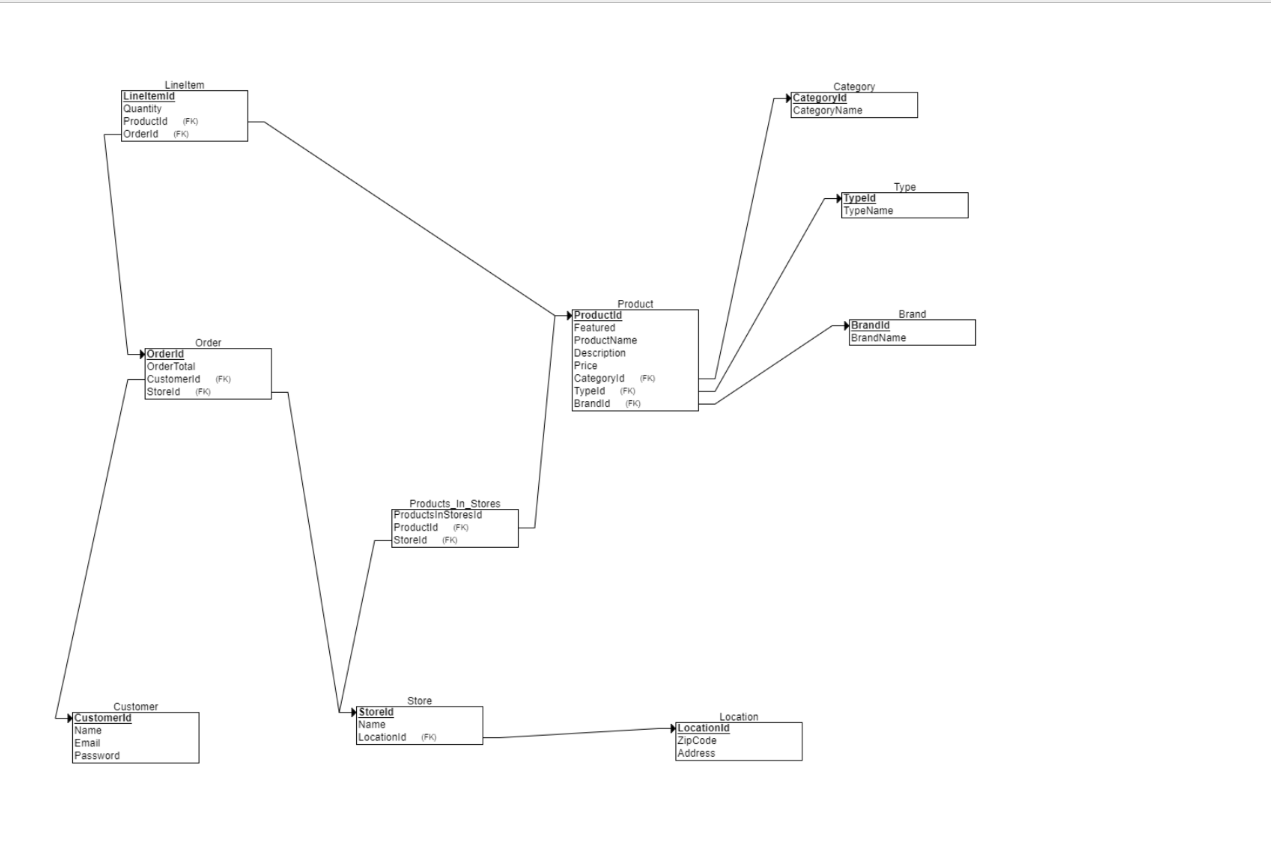 LineItem
LineItemId
Quantity
ProductId (FK)
OrderId (FK)
Category
CategoryId
CategoryName
Type
TypeId
TypeName
Product
ProductId
Featured
ProductName
Description
Price
CategoryId (FK)
TypeId (FK)
BrandId (FK)
Brand
BrandId
BrandName
Order
OrderId
OrderTotal
CustomerId (FK)
StoreId (FK)
Products_In_Stores
ProductsInStoresId
ProductId (FK)
StoreId (FK)
Customer
CustomerId
Name
Email
Password
Store
StoreId
Name
LocationId (FK)
Location
LocationId
ZipCode
Address